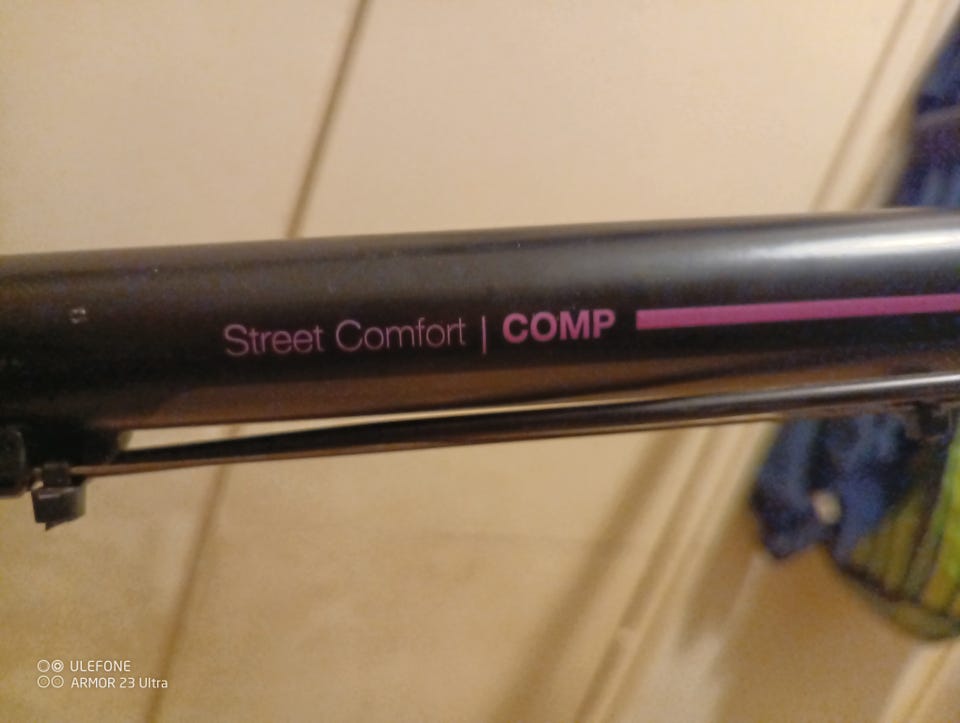 Street Comfort | COMP
ULEFONE
ARMOR 23 Ultra